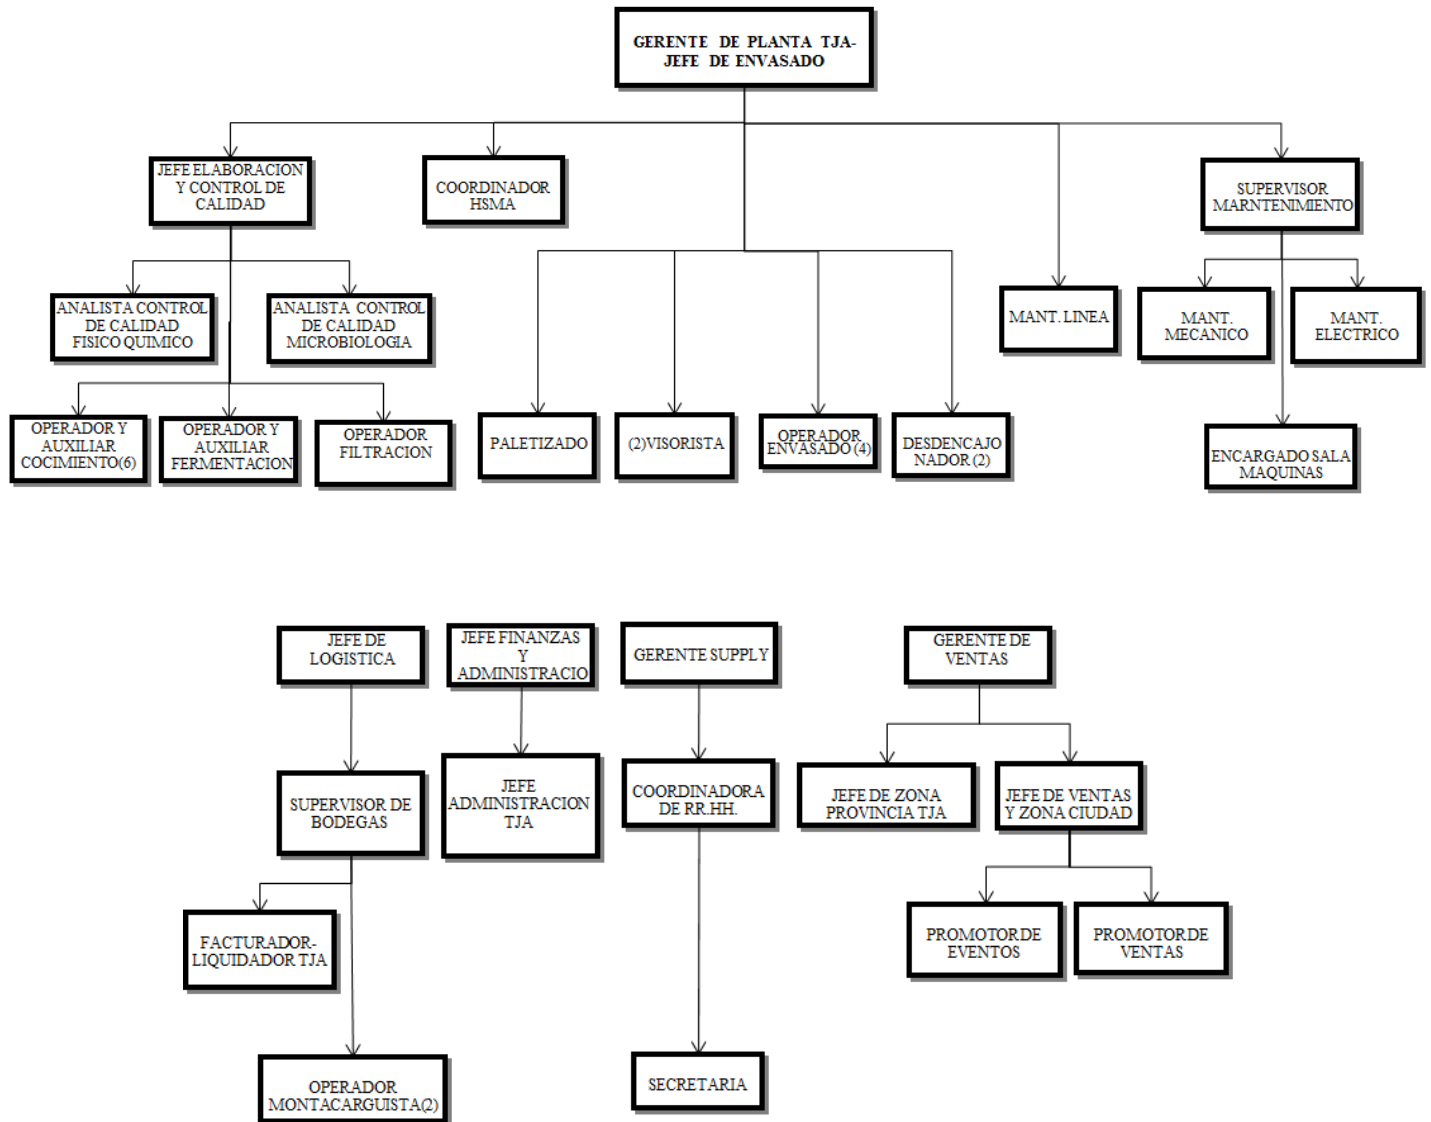 GERENTE DE PLANTA TJA-
JEFE DE ENVASADO
JEFE ELABORACION
Y CONTROL DE
CALIDAD
COORDINADOR
HSMA
SUPERVISOR
MARNTENIMIENTO
ANALISTA CONTROL
DE CALIDAD
FISICO QUIMICO
ANALISTA CONTROL
DE CALIDAD
MICROBIOLOGIA
MANT. LINEA
MANT.
MECANICO
MANT.
ELECTRICO
OPERADOR Y
AUXILIAR
COCIMIENTO(6)
OPERADOR Y
AUXILIAR
FERMENTACION
OPERADOR
FILTRACION
PALETIZADO
(2)VISORISTA
OPERADOR
ENVASADO (4)
DESDENCAJO
NADOR (2)
ENCARGADO SALA
MAQUINAS
JEFE DE
LOGISTICA
JEFE FINANZAS
Y
ADMINISTRACIO
GERENTE SUPPLY
GERENTE DE
VENTAS
SUPERVISOR DE
BODEGAS
JEFE
ADMINISTRACION
TJA
COORDINADORA
DE RR.HH.
JEFE DE ZONA
PROVINCIA TJA
JEFE DE VENTAS
Y ZONA CIUDAD
FACTURADOR-
LIQUIDADOR TJA
PROMOTOR DE
EVENTOS
PROMOTOR DE
VENTAS
OPERADOR
MONTACARGUISTA(2)
SECRETARIA